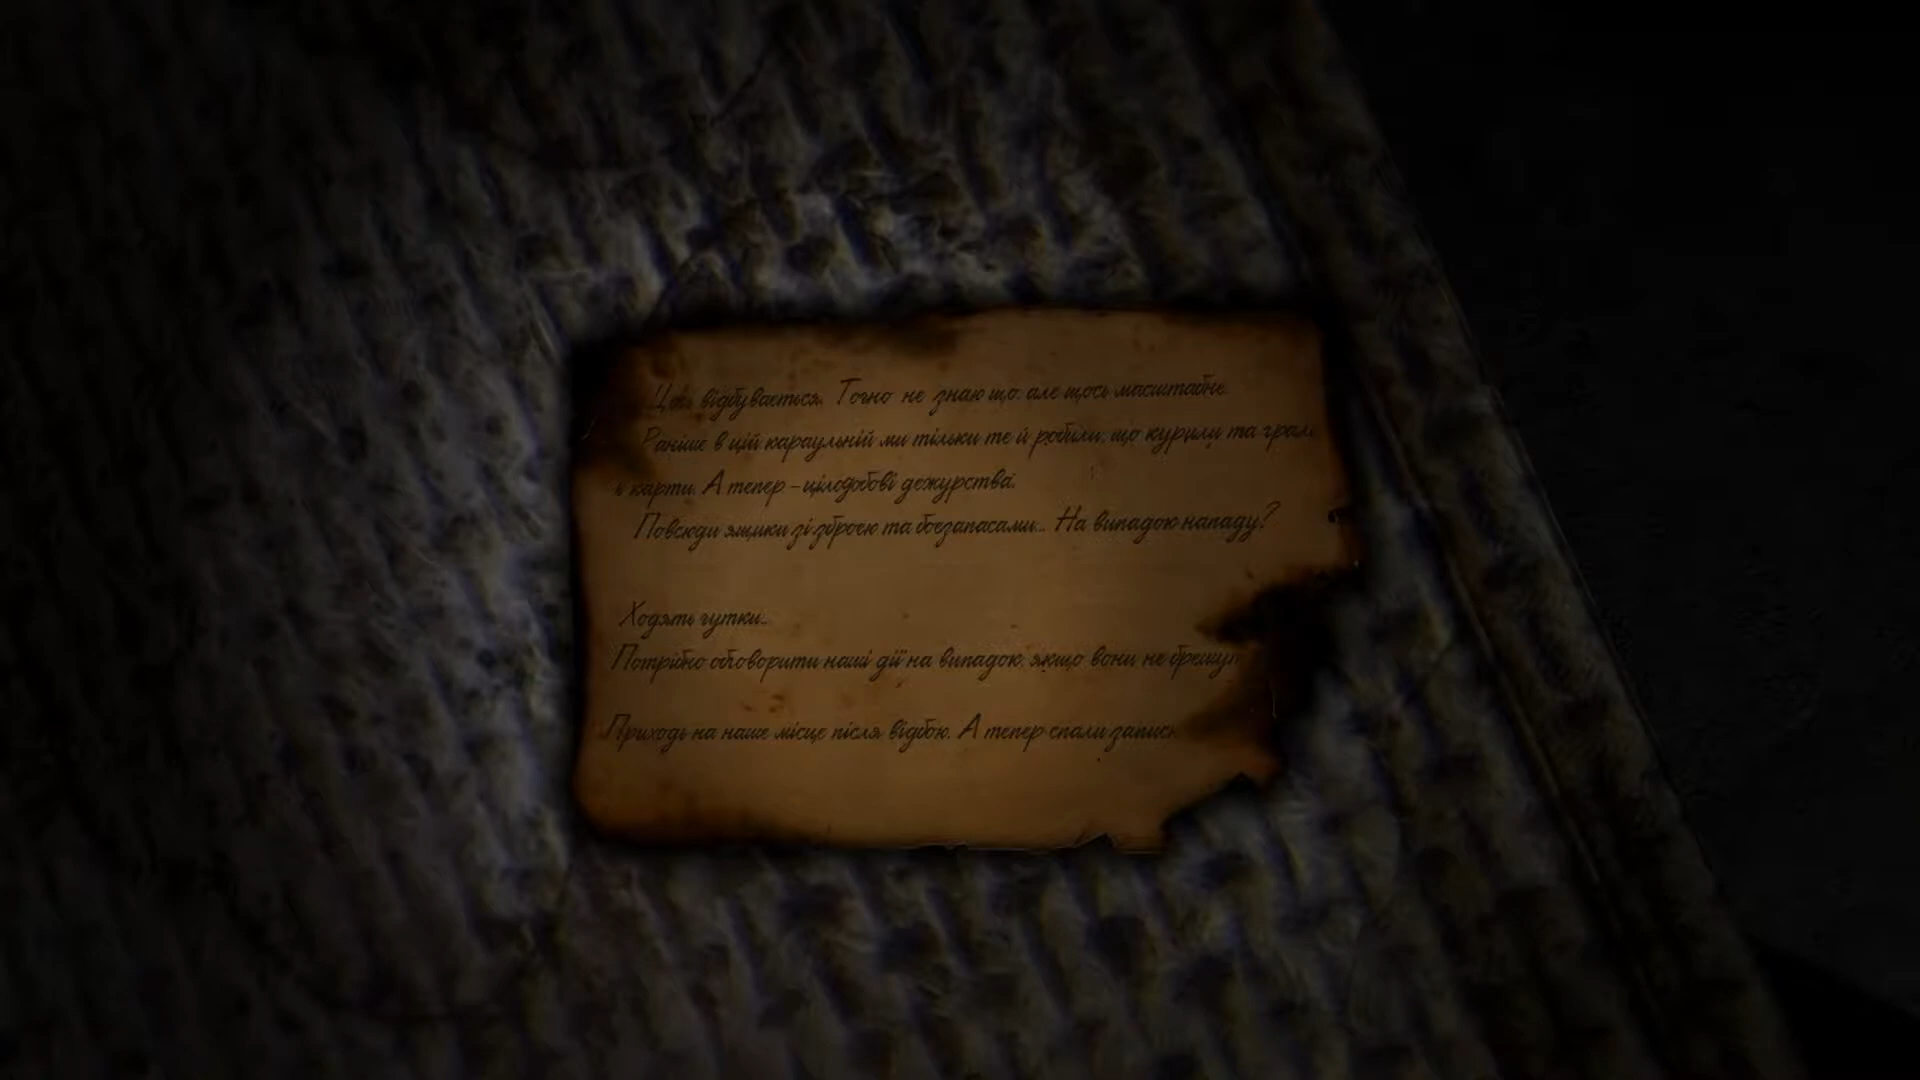 Щось відбувається. Точно не знаю що, але щось масштабне.
Раніше в цій караульній ми тільки те й робили, що курили та грали
в карти. А тепер – цілодобові дежурства.
Повсюди ящики зі зброєю та боєзапасами... На випадок нападу?
Ходять чутки...
Потрібно обговорити наші дії на випадок, якщо вони не брешуть
Приходь на наше місце після відбою. А тепер спали записк